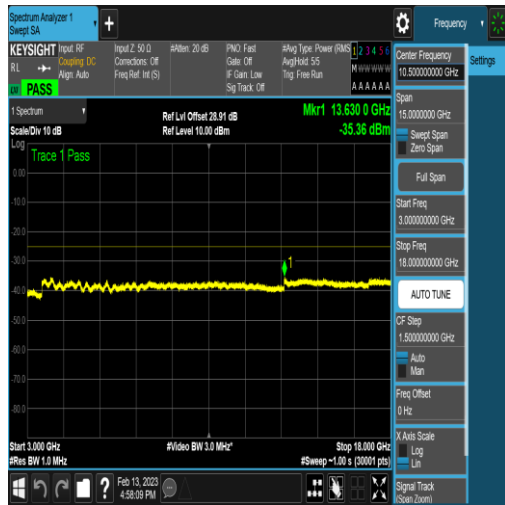 Spectrum Analyzer 1
Swept SA
Frequency
Settings
KEYSIGHT
RL
PASS
Input: RF
Coupling: DC
Align: Auto
Input Z: 50 Ω
Corrections: Off
Freq Ref: Int (S)
#Atten: 20 dB
PNO: Fast
Gate: Off
IF Gain: Low
Sig Track: Off
#Avg Type: Power (RMS
Avg|Hold: 5/5
Trig: Free Run
1 2 3 4 5 6
M W W W W W
A A A A A A
1 Spectrum
Scale/Div 10 dB
Log
Ref Lvl Offset 28.91 dB
Ref Level 10.00 dBm
Mkr1 13.630 0 GHz
-35.36 dBm
Trace 1 Pass
0.00
-10.0
-20.0
-30.0
-40.0
-50.0
-60.0
-70.0
-80.0
1
Start 3.000 GHz
#Res BW 1.0 MHz
#Video BW 3.0 MHz*
Stop 18.000 GHz
#Sweep ~1.00 s (30001 pts)
Center Frequency
10.500000000 GHz
Span
15.0000000 GHz
Swept Span
Zero Span
Full Span
Start Freq
3.000000000 GHz
Stop Freq
18.000000000 GHz
AUTO TUNE
CF Step
1.500000000 GHz
Auto
Man
Freq Offset
0 Hz
X Axis Scale
Log
Lin
Signal Track
(Span Zoom)
?
Feb 13, 2023
4:58:09 PM